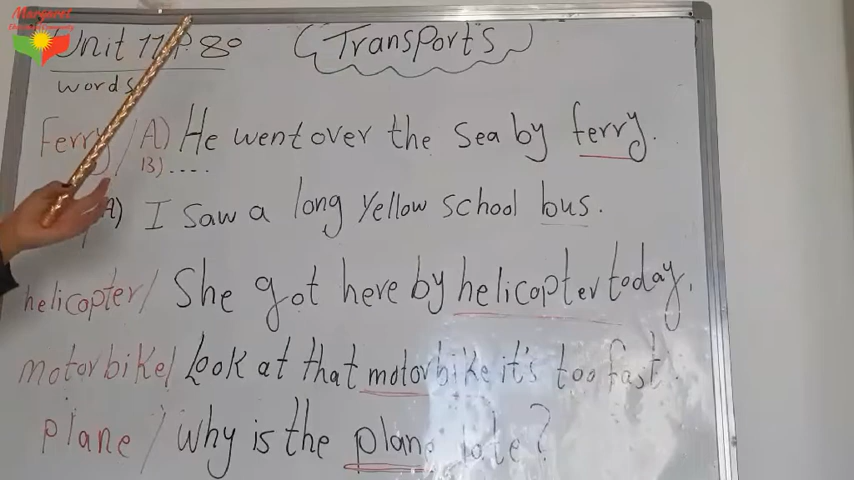 Margaret
Unit 11 P. 80 (Transports)
words
Ferry / A) He went over the sea by ferry.
B) ....
A) I saw a long yellow school bus.
helicopter / She got here by helicopter today.
motorbike / Look at that motorbike it's too fast.
plane / why is the plane late?